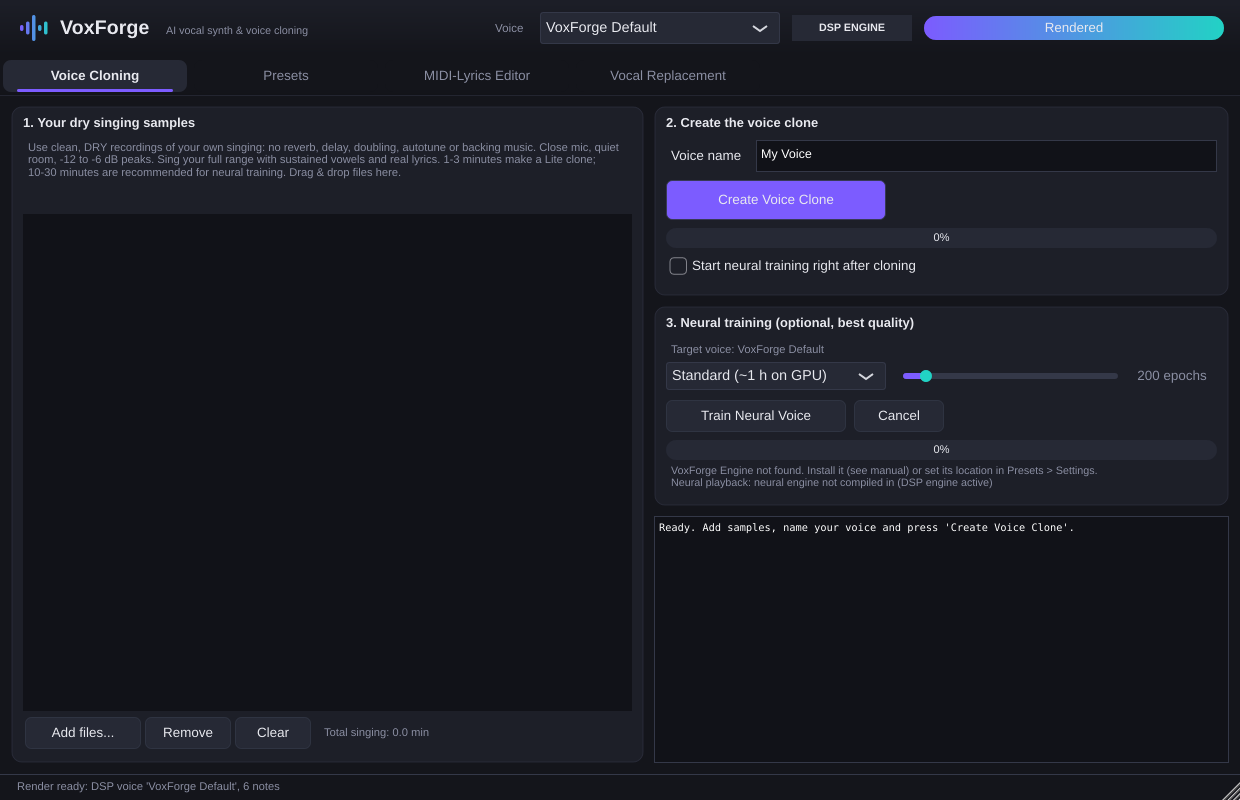 VoxForge
AI vocal synth & voice cloning
Voice
VoxForge Default
DSP ENGINE
Rendered
Voice Cloning
Presets
MIDI-Lyrics Editor
Vocal Replacement
1. Your dry singing samples
Use clean, DRY recordings of your own singing: no reverb, delay, doubling, autotune or backing music. Close mic, quiet
room, -12 to -6 dB peaks. Sing your full range with sustained vowels and real lyrics. 1-3 minutes make a Lite clone;
10-30 minutes are recommended for neural training. Drag & drop files here.
Add files...
Remove
Clear
Total singing: 0.0 min
2. Create the voice clone
Voice name
My Voice
Create Voice Clone
0%
Start neural training right after cloning
3. Neural training (optional, best quality)
Target voice: VoxForge Default
Standard (~1 h on GPU)
200 epochs
Train Neural Voice
Cancel
0%
VoxForge Engine not found. Install it (see manual) or set its location in Presets > Settings.
Neural playback: neural engine not compiled in (DSP engine active)
Ready. Add samples, name your voice and press 'Create Voice Clone'.
Render ready: DSP voice 'VoxForge Default', 6 notes